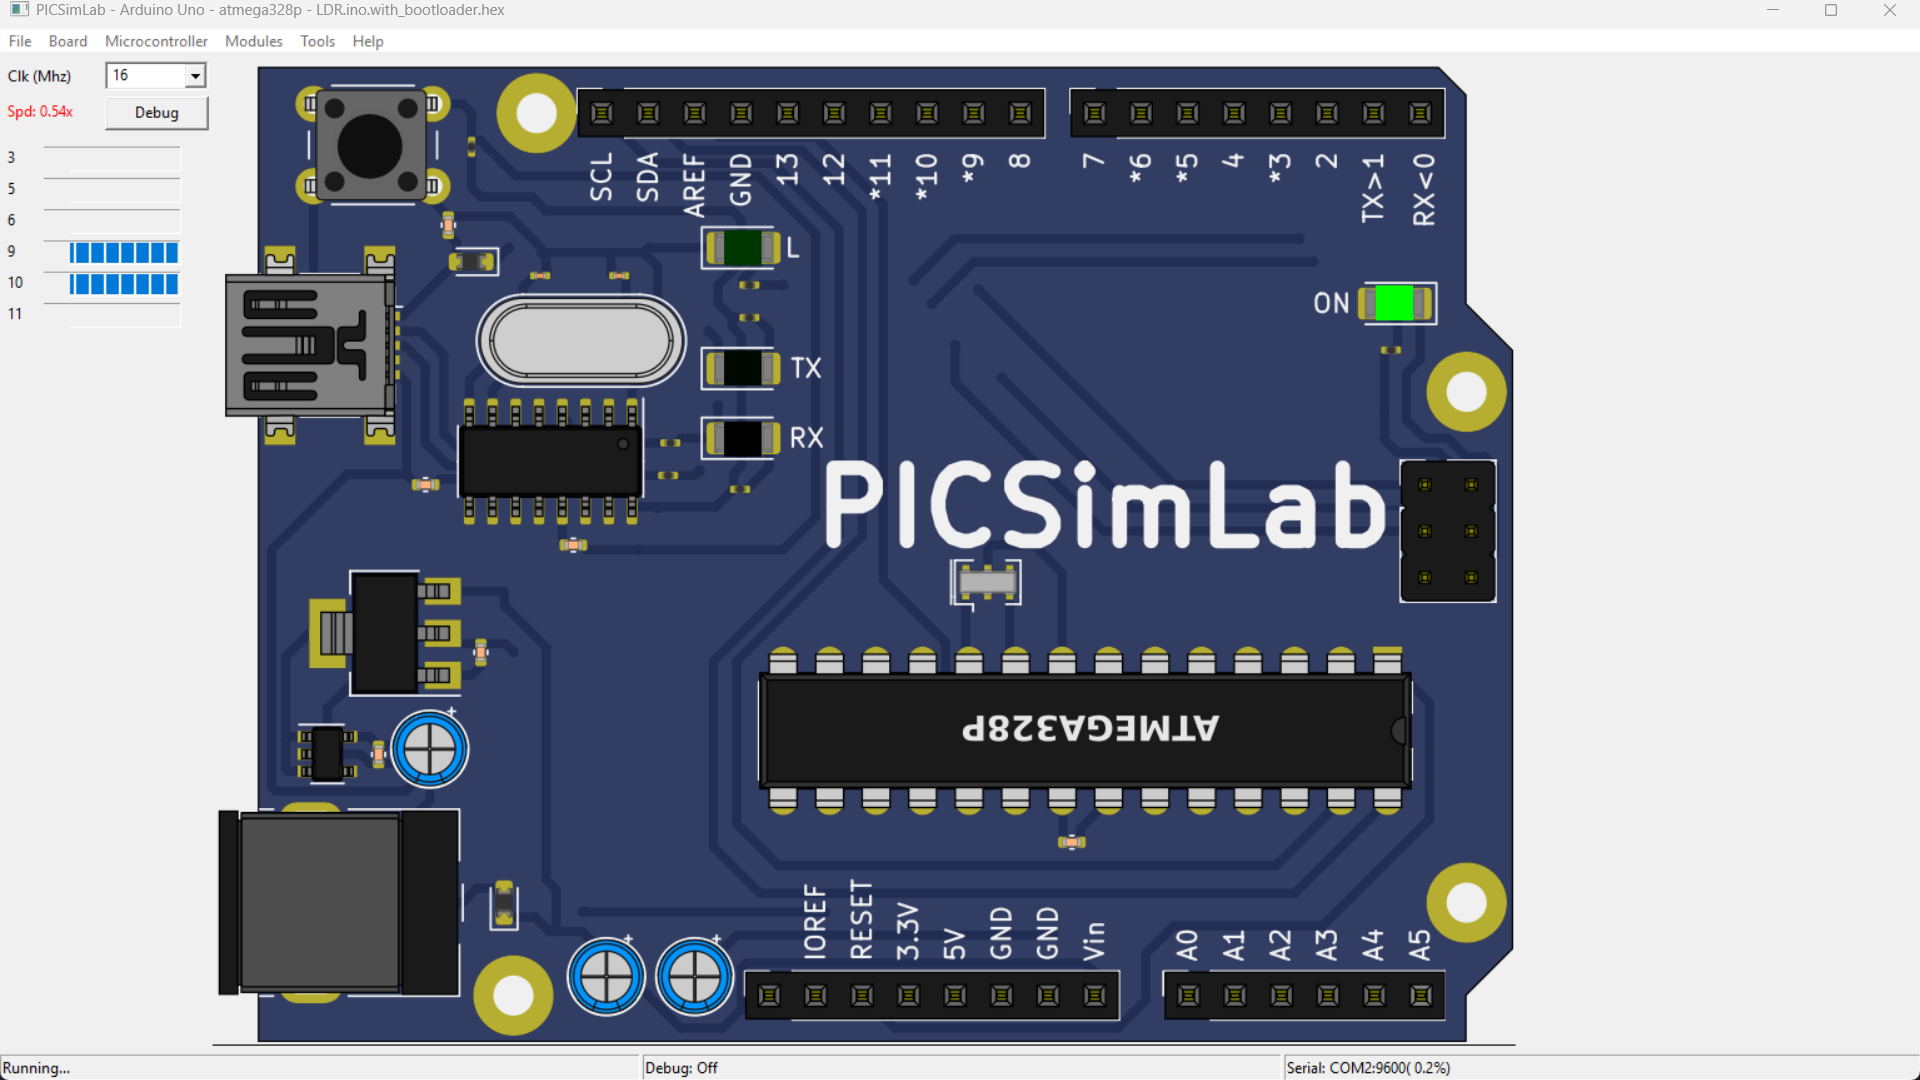 PICSimLab - Arduino Uno - atmega328p - LDR.ino.with_bootloader.hex
File Board Microcontroller Modules Tools Help
Clk (Mhz) 16
Spd: 0.54x Debug
3
5
6
9
10
11
SCL SDA AREF GND 13 12 *11 *10 *9 8 7 *6 *5 4 *3 2 TX>1 RX<0
L
ON
TX
RX
PICSimLab
ATMEGA328P
+
IOREF RESET 3.3V 5V GND GND Vin A0 A1 A2 A3 A4 A5
+ +
Running... Debug: Off Serial: COM2:9600( 0.2%)